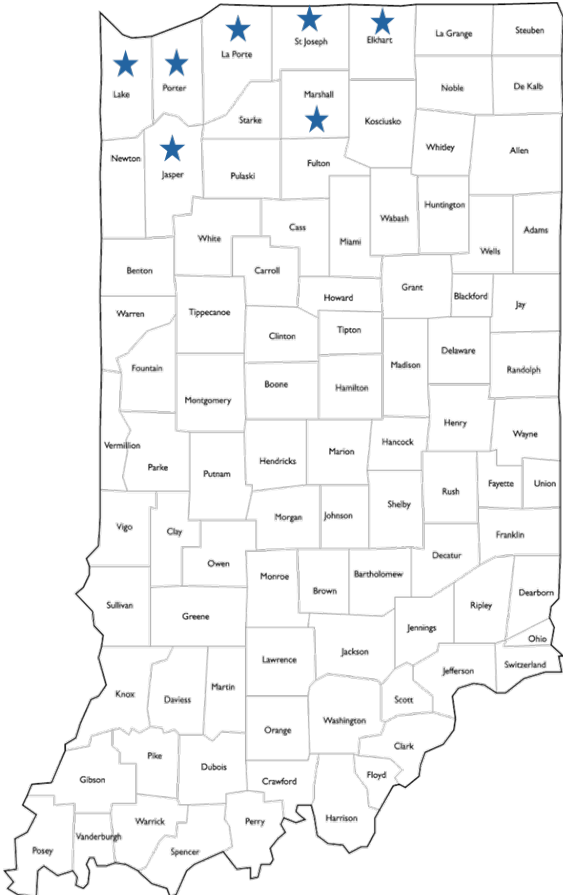 Lake
Porter
La Porte
St Joseph
Elkhart
La Grange
Steuben
Noble
De Kalb
Marshall
Starke
Kosciusko
Newton
Jasper
Pulaski
Fulton
Whitley
Allen
White
Cass
Miami
Wabash
Huntington
Wells
Adams
Benton
Carroll
Howard
Grant
Blackford
Jay
Warren
Tippecanoe
Clinton
Tipton
Madison
Delaware
Randolph
Fountain
Montgomery
Boone
Hamilton
Henry
Wayne
Vermillion
Parke
Putnam
Hendricks
Marion
Hancock
Rush
Fayette
Union
Vigo
Clay
Morgan
Johnson
Shelby
Franklin
Owen
Monroe
Brown
Bartholomew
Decatur
Dearborn
Sullivan
Greene
Ripley
Jennings
Ohio
Lawrence
Jackson
Jefferson
Switzerland
Knox
Daviess
Martin
Scott
Orange
Washington
Clark
Pike
Dubois
Gibson
Crawford
Floyd
Harrison
Posey
Vanderburgh
Warrick
Spencer
Perry